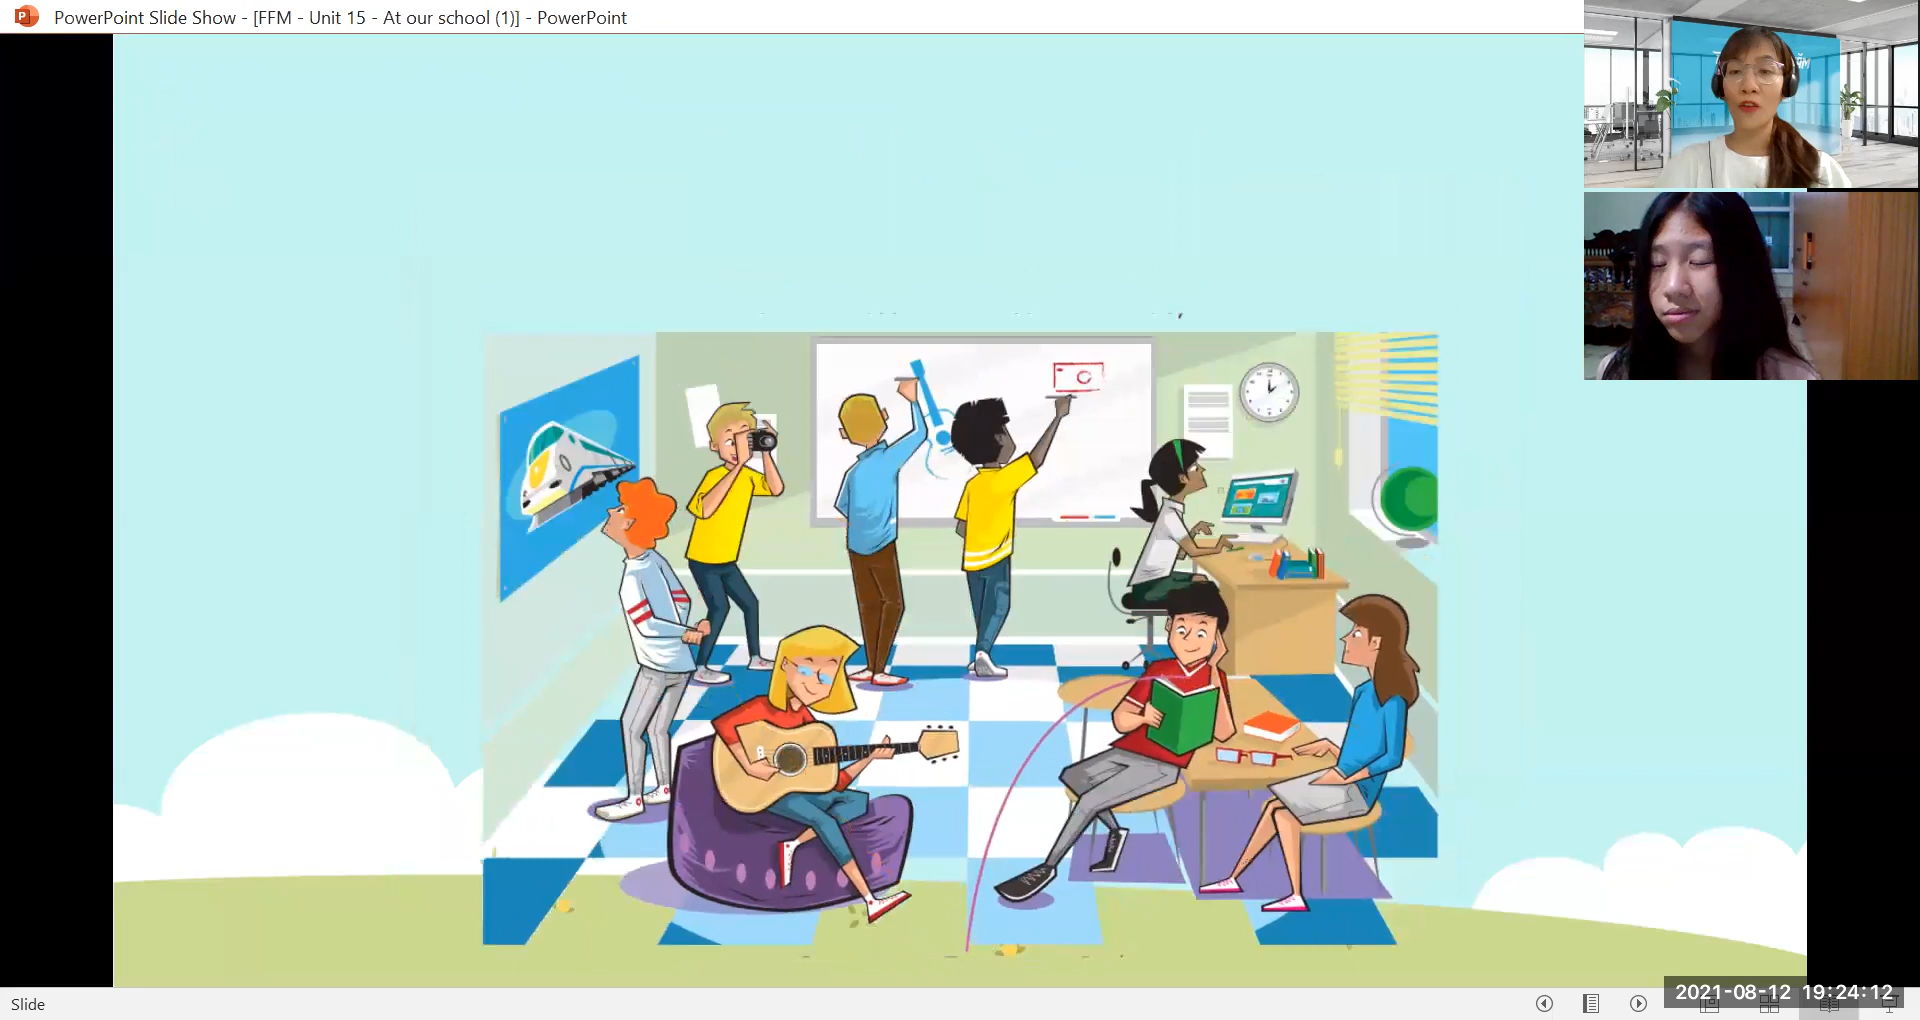 PowerPoint Slide Show - [FFM - Unit 15 - At our school (1)] - PowerPoint
Slide
2021-08-12 19:24:12